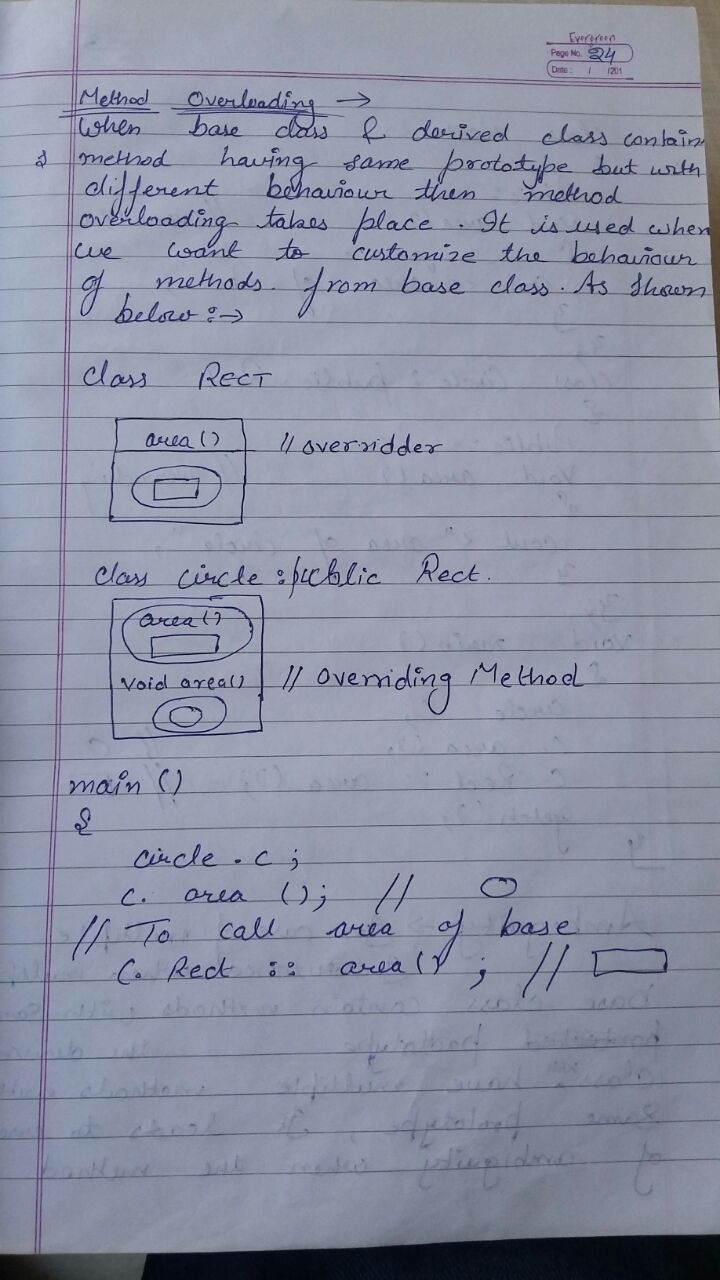 Evergreen
Page No. 24
Date : / /201
Method Overloading →
When base class & derived class contain
method having same prototype but with
different behaviour then method
overloading takes place. It is used when
we want to customize the behaviour
of methods. from base class. As shown
below :→
class RECT
area() // overridder
class circle : public Rect.
area()
void area() // Overriding Method
main ()
{
circle . c ;
c. area (); //
// To call area of base
C. Rect :: area() ; //